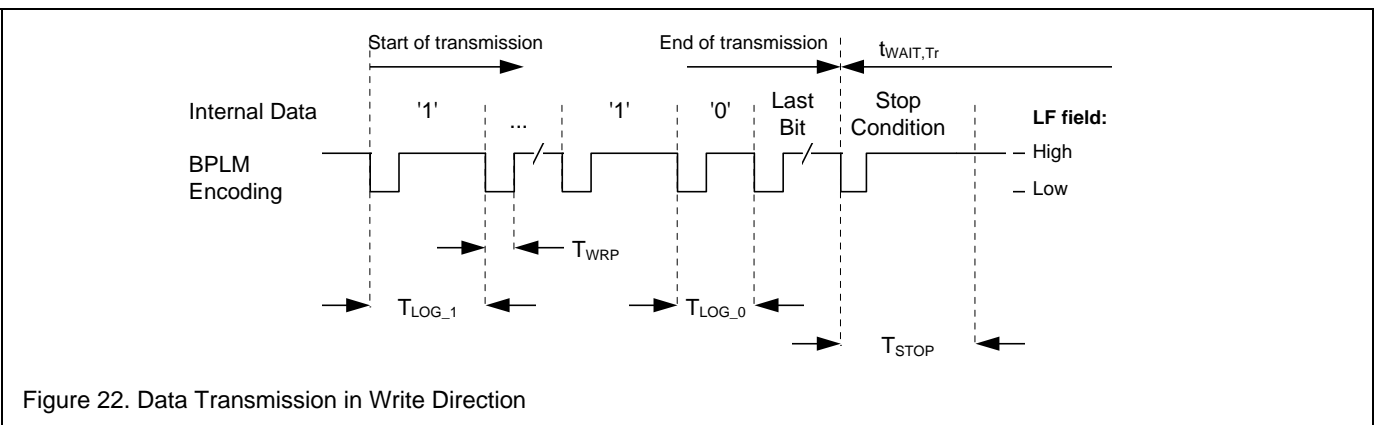 Start of transmission End of transmission tWAIT,Tr
Internal Data '1' ... '1' '0' Last Bit Stop Condition LF field:
BPLM Encoding High
Low
TWRP
TLOG_1 TLOG_0
TSTOP
Figure 22. Data Transmission in Write Direction